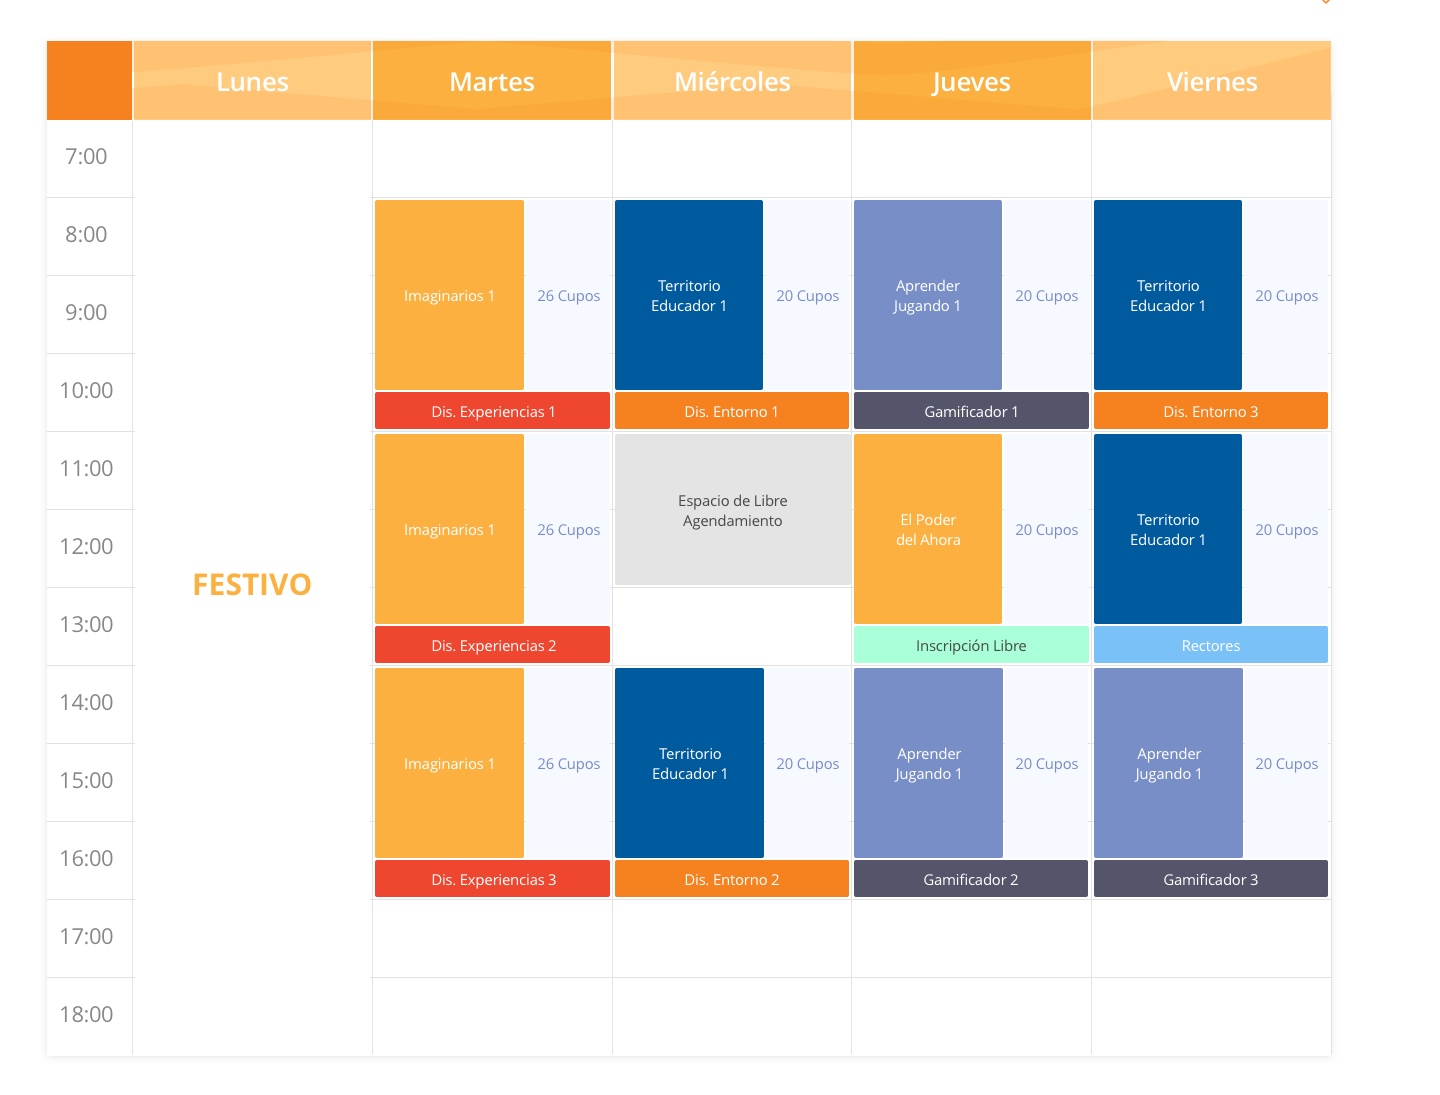 Lunes Martes Miércoles Jueves Viernes
7:00
8:00
Territorio Aprender Territorio
Imaginarios 1 26 Cupos Educador 1 20 Cupos Jugando 1 20 Cupos Educador 1 20 Cupos
9:00
10:00
Dis. Experiencias 1 Dis. Entorno 1 Gamificador 1 Dis. Entorno 3
11:00
Espacio de Libre El Poder Territorio
Imaginarios 1 26 Cupos Agendamiento del Ahora 20 Cupos Educador 1 20 Cupos
12:00
FESTIVO
13:00
Dis. Experiencias 2 Inscripción Libre Rectores
14:00
Territorio Aprender Aprender
Imaginarios 1 26 Cupos Educador 1 20 Cupos Jugando 1 20 Cupos Jugando 1 20 Cupos
15:00
16:00
Dis. Experiencias 3 Dis. Entorno 2 Gamificador 2 Gamificador 3
17:00
18:00